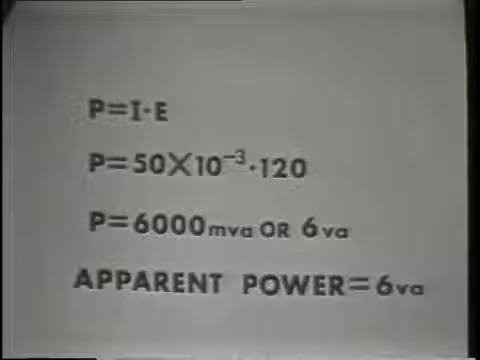 P=I·E
P=50X10⁻³·120
P=6000mva OR 6va
APPARENT POWER=6va